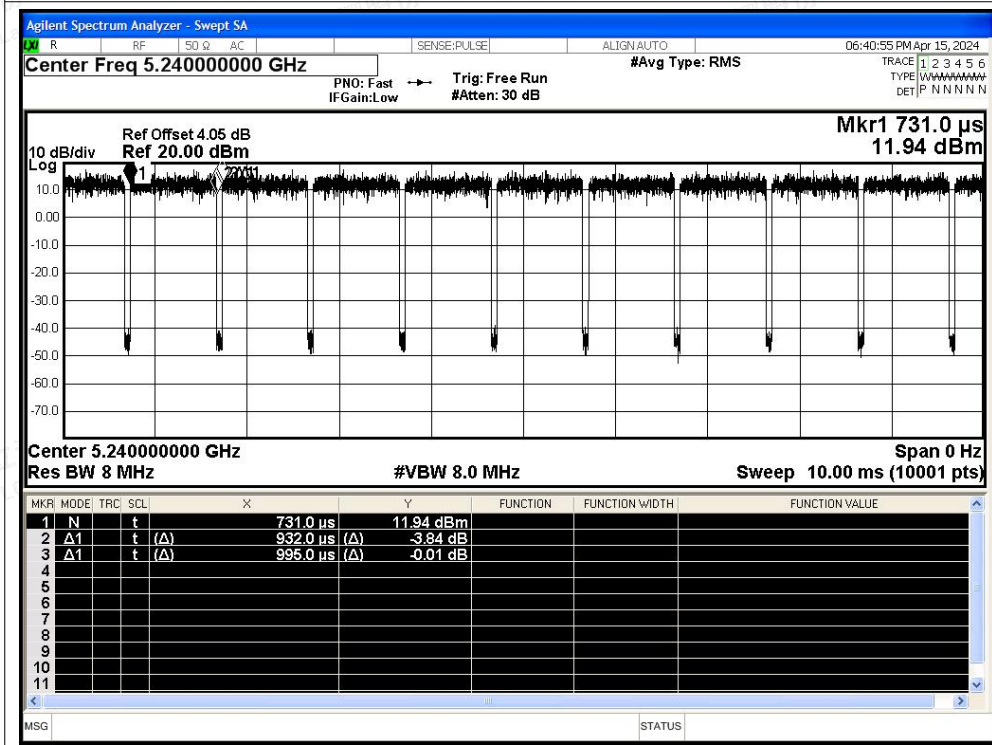 Agilent Spectrum Analyzer - Swept SA
LXI R RF 50 Ω AC SENSE:PULSE ALIGN AUTO 06:40:55 PM Apr 15, 2024
Center Freq 5.240000000 GHz #Avg Type: RMS TRACE 1 2 3 4 5 6
PNO: Fast Trig: Free Run TYPE
IFGain:Low #Atten: 30 dB DET P N N N N N
Mkr1 731.0 µs
Ref Offset 4.05 dB
10 dB/div Ref 20.00 dBm 11.94 dBm
Log
1
10.0
0.00
-10.0
-20.0
-30.0
-40.0
-50.0
-60.0
-70.0
Center 5.240000000 GHz Span 0 Hz
Res BW 8 MHz #VBW 8.0 MHz Sweep 10.00 ms (10001 pts)
MKR MODE TRC SCL X Y FUNCTION FUNCTION WIDTH FUNCTION VALUE
1 N t 731.0 µs 11.94 dBm
2 Δ1 t (Δ) 932.0 µs (Δ) -3.84 dB
3 Δ1 t (Δ) 995.0 µs (Δ) -0.01 dB
4
5
6
7
8
9
10
11
MSG STATUS